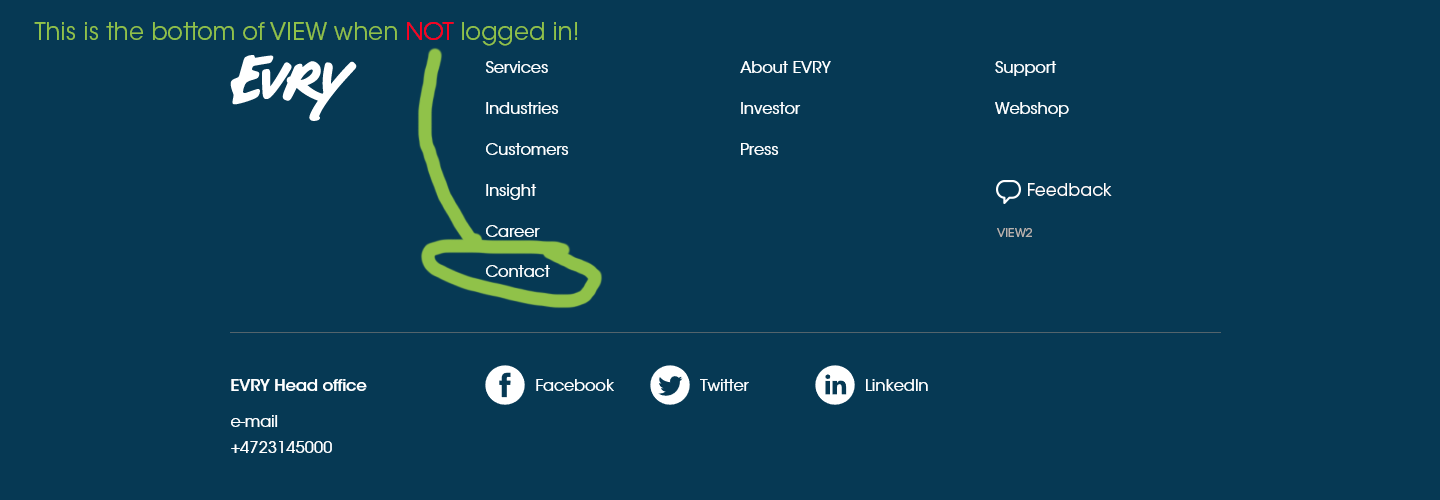 This is the bottom of VIEW when NOT logged in!
EVRY
Services
Industries
Customers
Insight
Career
Contact
About EVRY
Investor
Press
Support
Webshop
Feedback
VIEW2
EVRY Head office
e-mail
+4723145000
Facebook
Twitter
LinkedIn